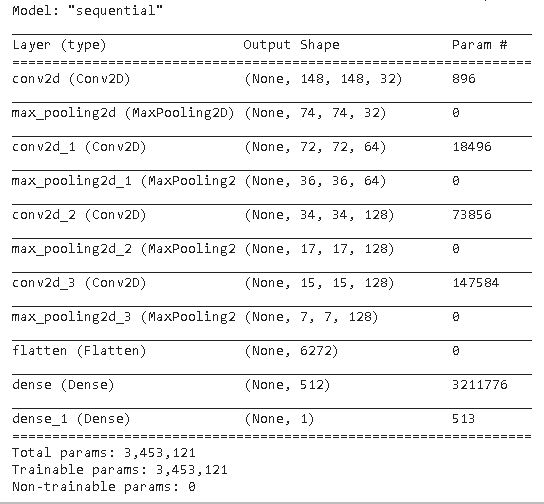 Model: "sequential"
Layer (type) Output Shape Param #
conv2d (Conv2D) (None, 148, 148, 32) 896
max_pooling2d (MaxPooling2D) (None, 74, 74, 32) 0
conv2d_1 (Conv2D) (None, 72, 72, 64) 18496
max_pooling2d_1 (MaxPooling2 (None, 36, 36, 64) 0
conv2d_2 (Conv2D) (None, 34, 34, 128) 73856
max_pooling2d_2 (MaxPooling2 (None, 17, 17, 128) 0
conv2d_3 (Conv2D) (None, 15, 15, 128) 147584
max_pooling2d_3 (MaxPooling2 (None, 7, 7, 128) 0
flatten (Flatten) (None, 6272) 0
dense (Dense) (None, 512) 3211776
dense_1 (Dense) (None, 1) 513
Total params: 3,453,121
Trainable params: 3,453,121
Non-trainable params: 0